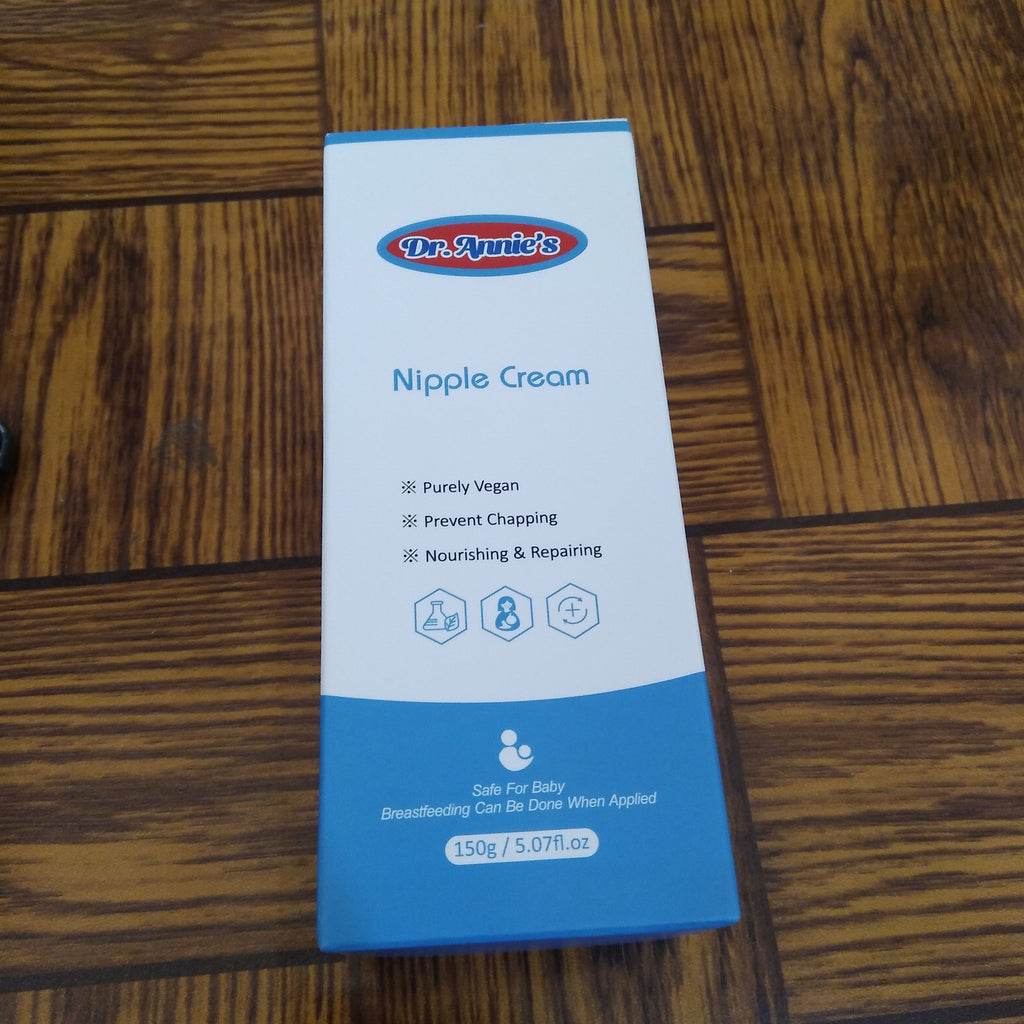 Dr. Annie's
Nipple Cream
※ Purely Vegan
※ Prevent Chapping
※ Nourishing & Repairing
Safe For Baby
Breastfeeding Can Be Done When Applied
150g / 5.07fl.oz